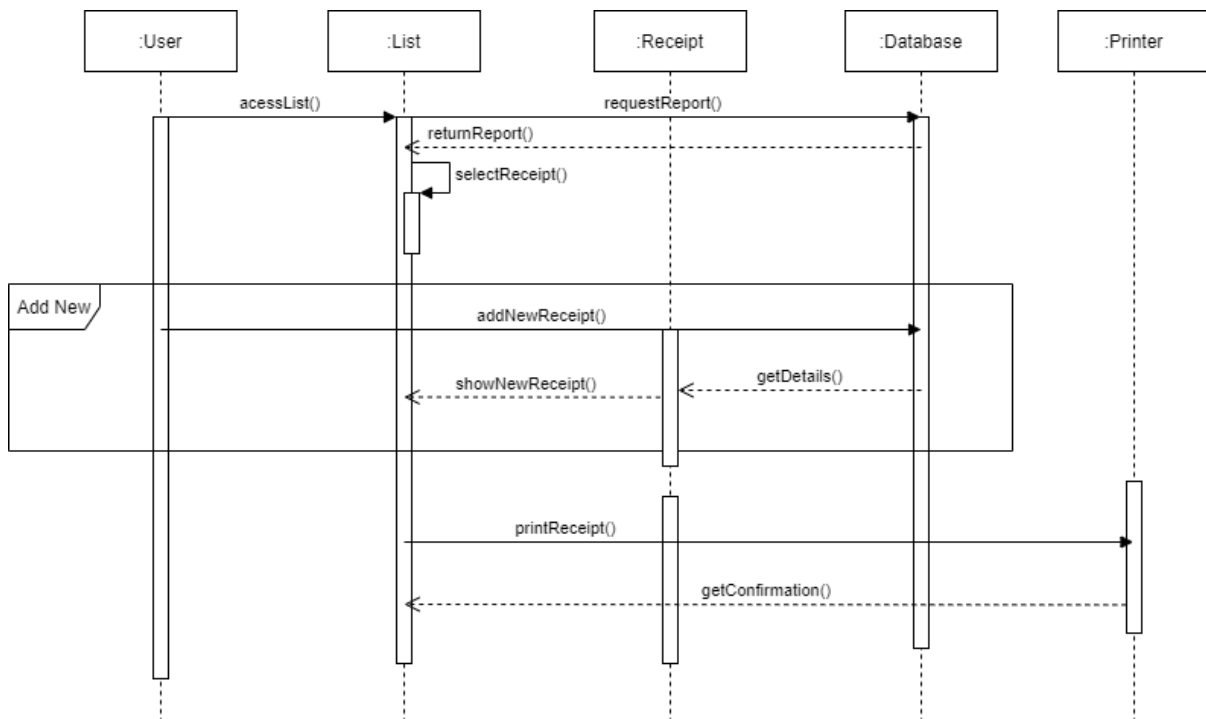 :User
:List
:Receipt
:Database
:Printer
acessList()
requestReport()
returnReport()
selectReceipt()
Add New
addNewReceipt()
getDetails()
showNewReceipt()
printReceipt()
getConfirmation()